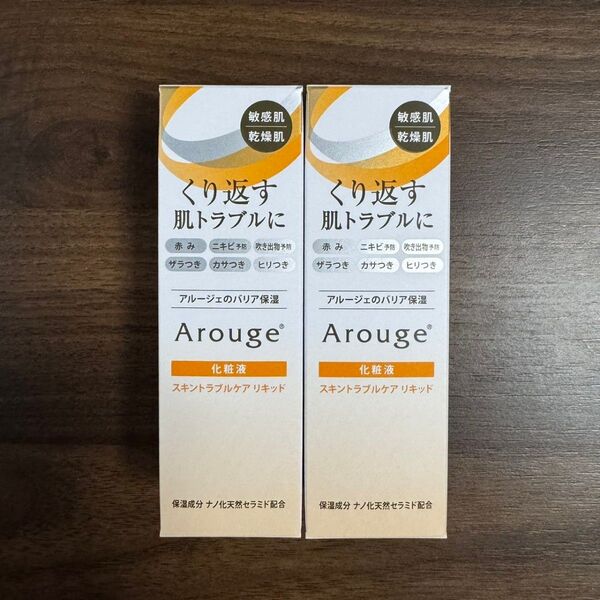 敏感肌
乾燥肌
くり返す
肌トラブルに
赤み ニキビ予防 吹き出物予防
ザラつき カサつき ヒリつき
アルージェのバリア保湿
Arouge®
化粧液
スキントラブルケア リキッド
保湿成分 ナノ化天然セラミド配合
敏感肌
乾燥肌
くり返す
肌トラブルに
赤み ニキビ予防 吹き出物予防
ザラつき カサつき ヒリつき
アルージェのバリア保湿
Arouge®
化粧液
スキントラブルケア リキッド
保湿成分 ナノ化天然セラミド配合